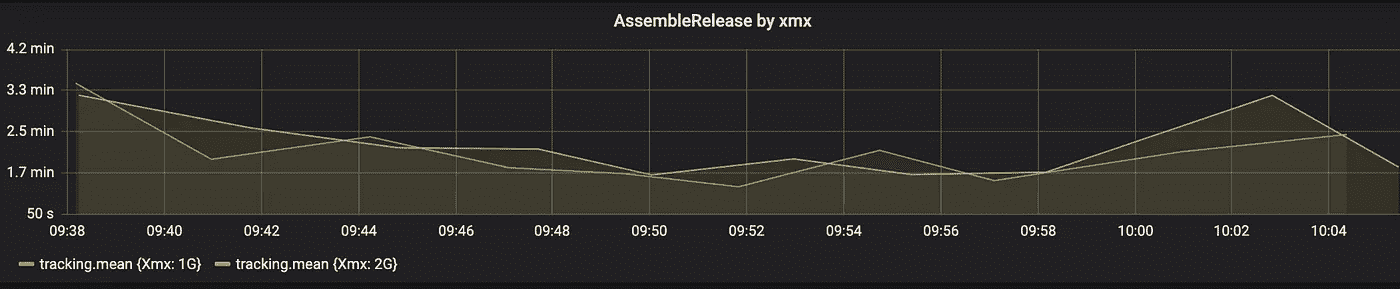 AssembleRelease by xmx
4.2 min
3.3 min
2.5 min
1.7 min
50 s
09:38 09:40 09:42 09:44 09:46 09:48 09:50 09:52 09:54 09:56 09:58 10:00 10:02 10:04
tracking.mean {Xmx: 1G} tracking.mean {Xmx: 2G}